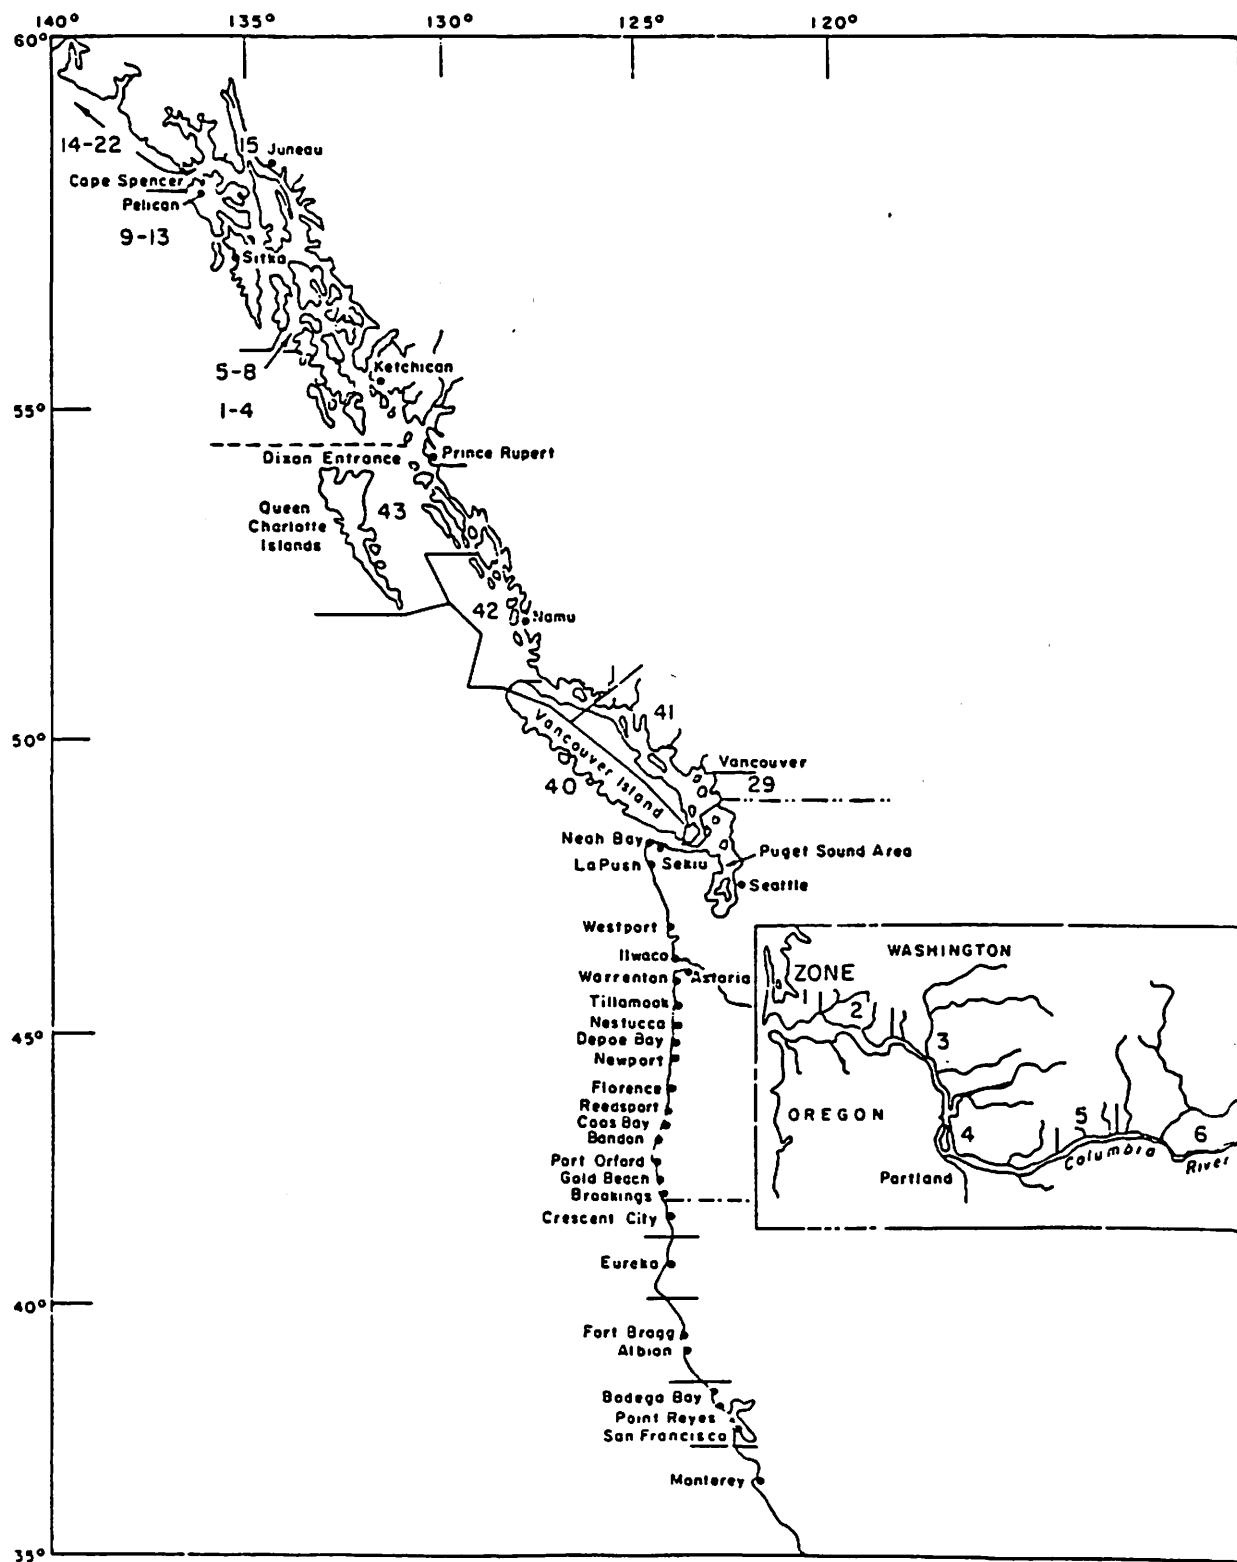 140° 135° 130° 125° 120°
60°
14-22
15 Juneau
Cape Spencer
Pelican
9-13
Sitka
5-8
Ketchican
1-4
55°
Dixon Entrance
Prince Rupert
Queen
Charlotte
Islands
43
42
Namu
41
50°
Vancouver Island
40
Vancouver
29
Neah Bay
Sekiu
Puget Sound Area
LaPush
Seattle
Westport
Ilwaco
Warrenton
Astoria
Tillamook
45°
Nestucca
Depoe Bay
Newport
Florence
Reedsport
Coos Bay
Bandon
Port Orford
Gold Beach
Brookings
Crescent City
Eureka
40°
Fort Bragg
Albion
Bodega Bay
Point Reyes
San Francisco
Monterey
35°
WASHINGTON
ZONE
1
2
3
OREGON
4
5
6
Columbia River
Portland